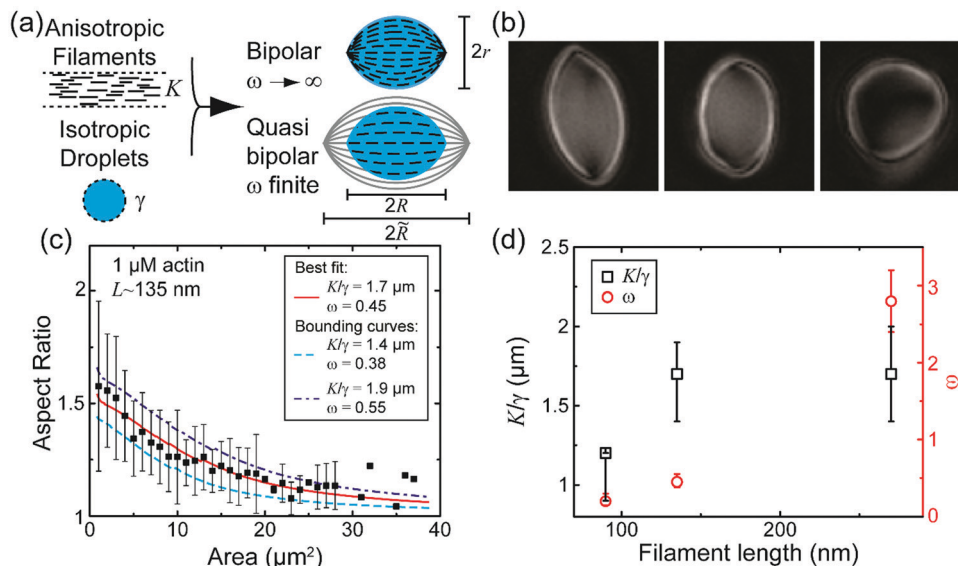 (a)
Anisotropic
Filaments
K
Isotropic
Droplets
γ
Bipolar
ω → ∞
2r
Quasi
bipolar
ω finite
2R
2R̃
(b)
(c)
1 μM actin
L~135 nm
Best fit:
K/γ = 1.7 μm
ω = 0.45
Bounding curves:
K/γ = 1.4 μm
ω = 0.38
K/γ = 1.9 μm
ω = 0.55
Aspect Ratio
2
1.5
1
0 10 20 30 40
Area (μm²)
(d)
K/γ
ω
K/γ (μm)
2.5
2
1.5
1
3
2
1
0
ω
100 200
Filament length (nm)